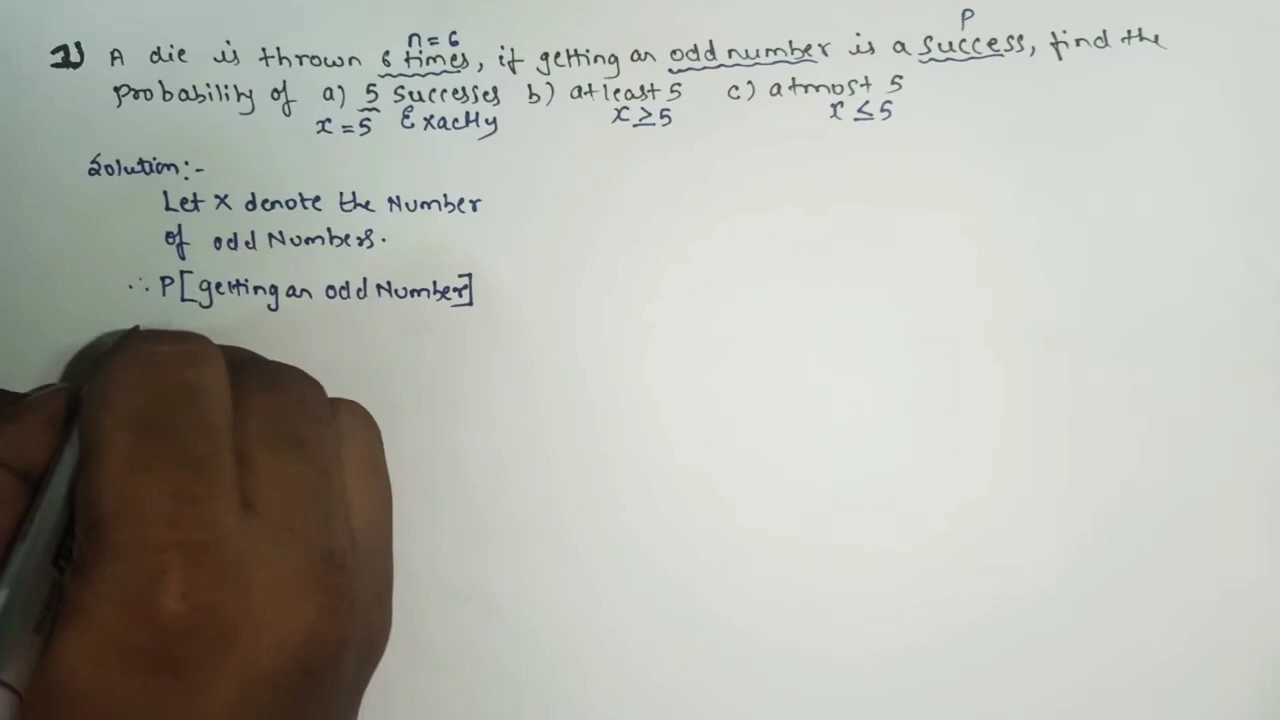 1) A die is thrown 6 times, if getting an odd number is a success, find the
n = 6
P
probability of a) 5 successes b) atleast 5 c) atmost 5
x = 5 Exactly x ≥ 5 x ≤ 5
Solution:-
Let X denote the Number
of odd Numbers.
∴ P[getting an odd Number]